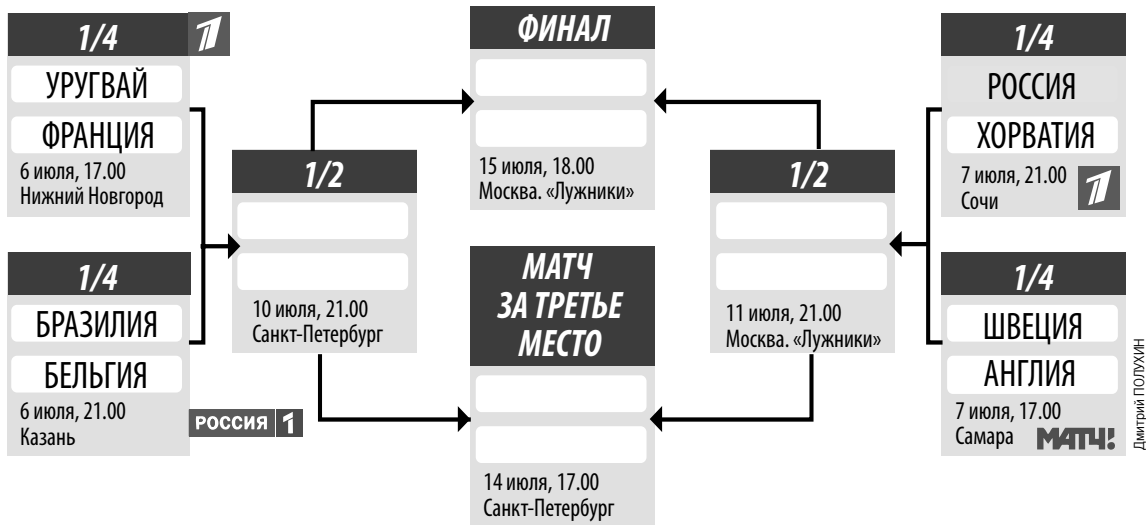 1/4
УРУГВАЙ
ФРАНЦИЯ
6 июля, 17.00
Нижний Новгород
1/4
БРАЗИЛИЯ
БЕЛЬГИЯ
6 июля, 21.00
Казань
РОССИЯ 1
1/2
10 июля, 21.00
Санкт-Петербург
ФИНАЛ
15 июля, 18.00
Москва. «Лужники»
МАТЧ
ЗА ТРЕТЬЕ
МЕСТО
14 июля, 17.00
Санкт-Петербург
1/2
11 июля, 21.00
Москва. «Лужники»
1/4
РОССИЯ
ХОРВАТИЯ
7 июля, 21.00
Сочи
1
1/4
ШВЕЦИЯ
АНГЛИЯ
7 июля, 17.00
Самара
МАТЧ!
Дмитрий ПОЛУХИН
1